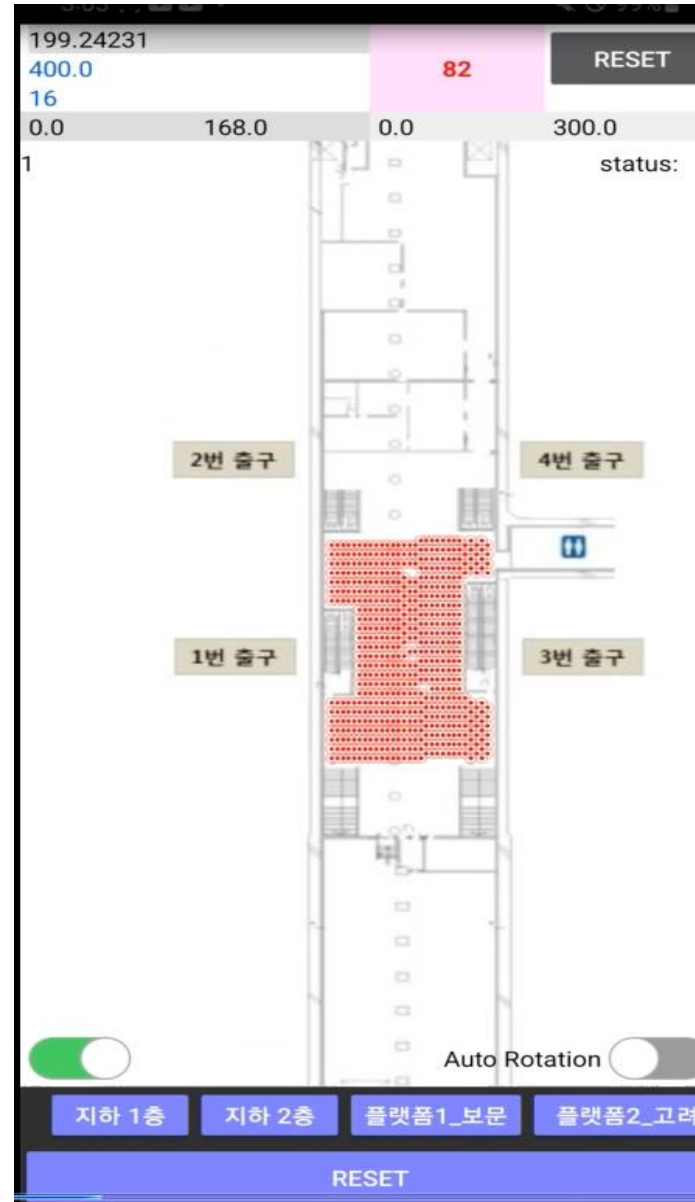 199.24231
400.0
16
82
RESET
0.0 168.0 0.0 300.0
1
status:
2번 출구
4번 출구
1번 출구
3번 출구
Auto Rotation
지하 1층 지하 2층 플랫폼1_보문 플랫폼2_고려
RESET